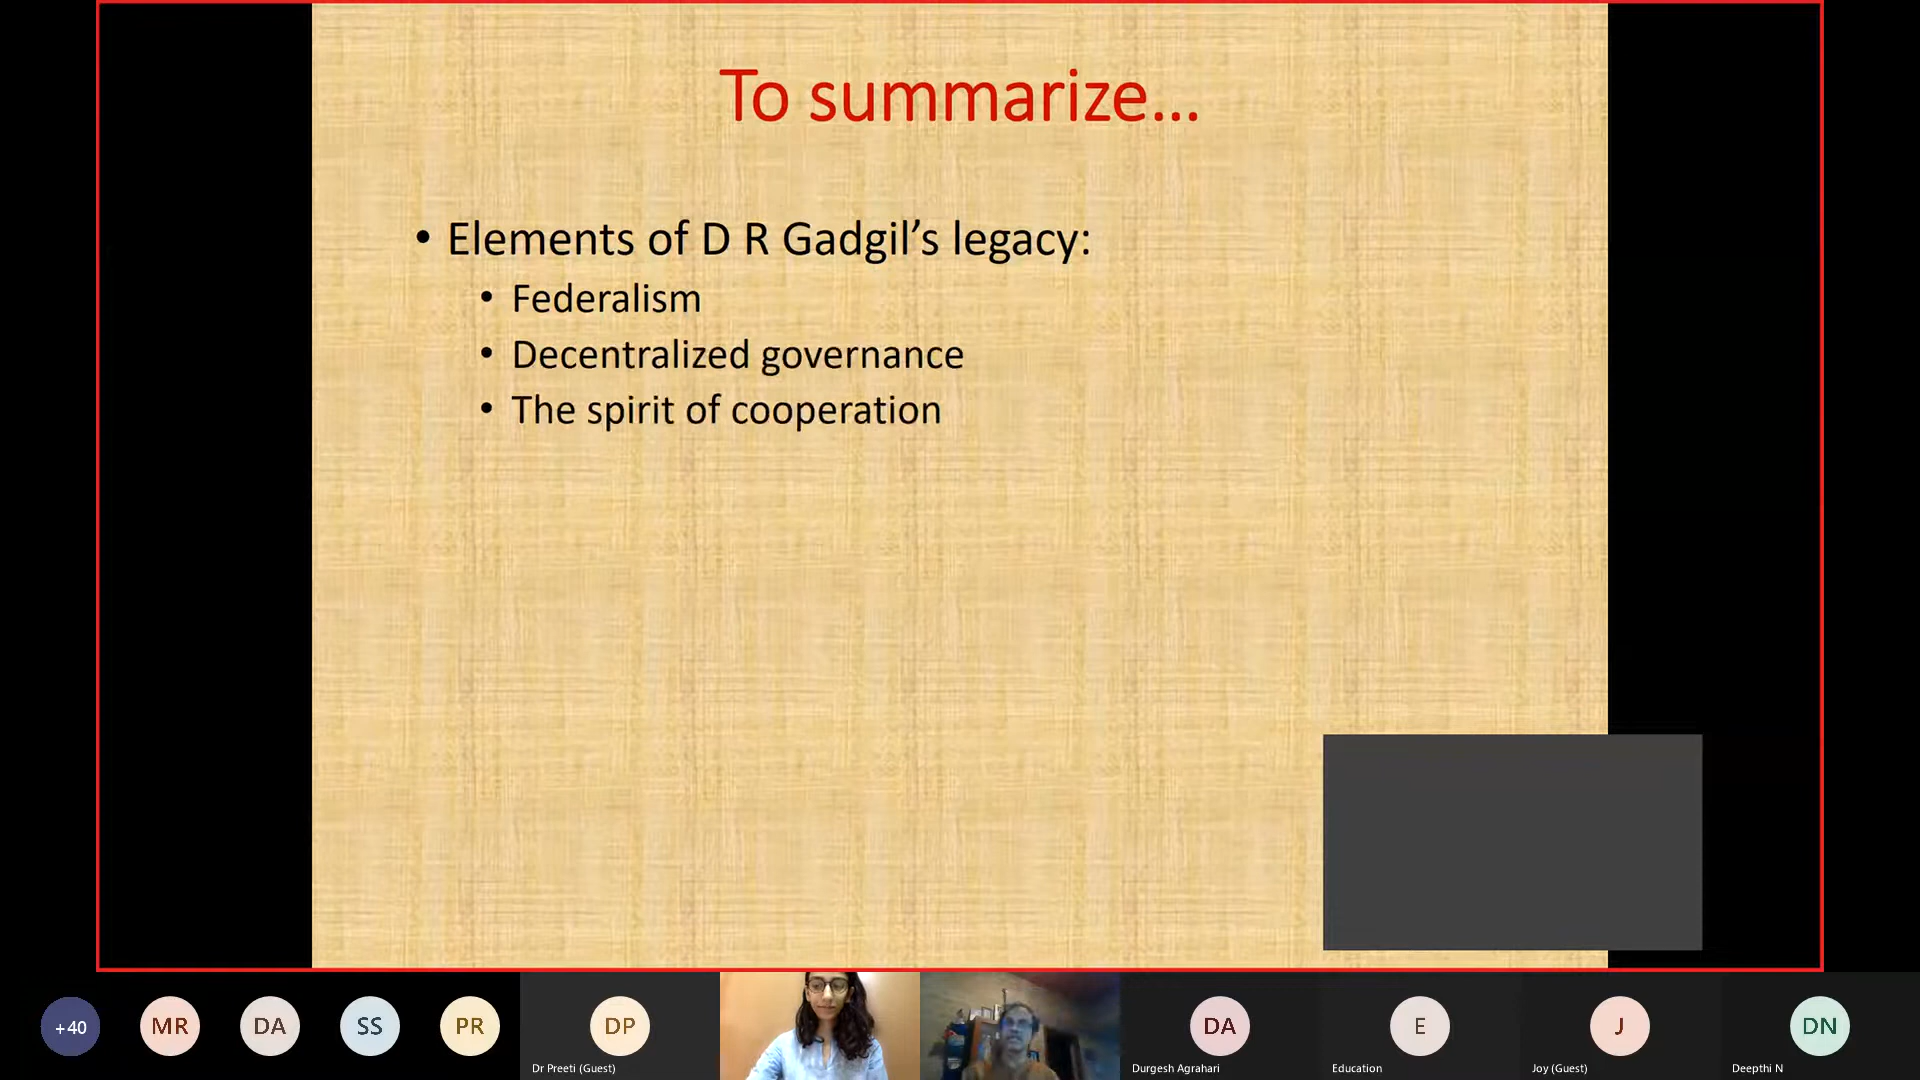 To summarize...
• Elements of D R Gadgil's legacy:
• Federalism
• Decentralized governance
• The spirit of cooperation
+40
MR
DA
SS
PR
DP
Dr Preeti (Guest)
DA
Durgesh Agrahari
E
Education
J
Joy (Guest)
DN
Deepthi N